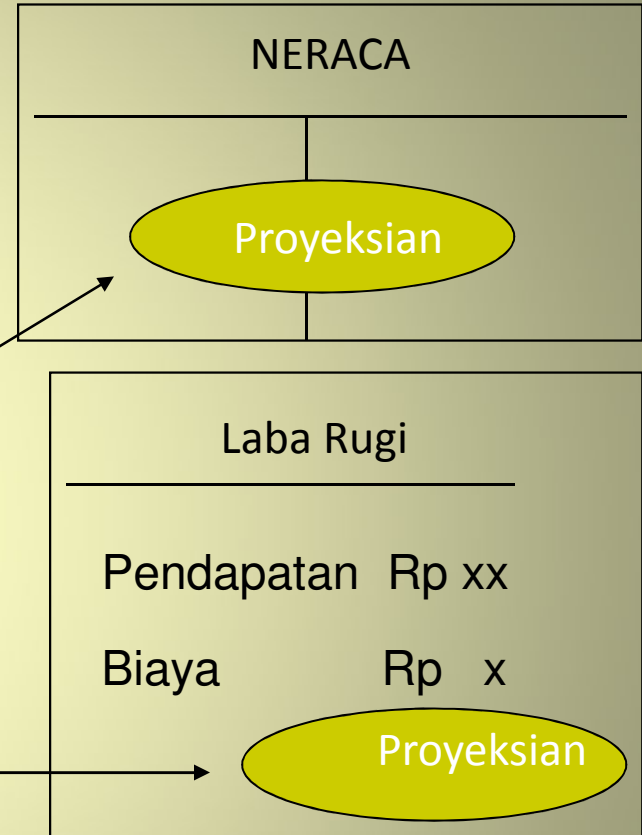 NERACA
Proyeksian
Laba Rugi
Pendapatan Rp xx
Biaya Rp x
Proyeksian